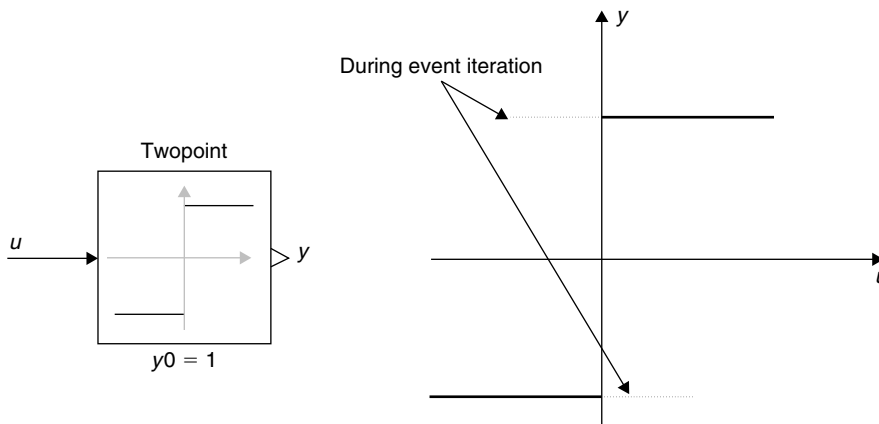 y
During event iteration
Twopoint
u
y
u
y0 = 1